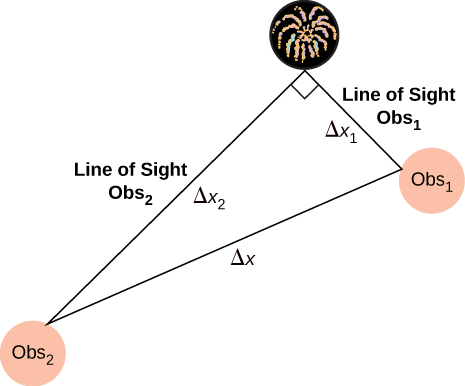 Line of Sight
Obs₁
Δx₁
Line of Sight
Obs₂
Obs₁
Δx₂
Δx
Obs₂